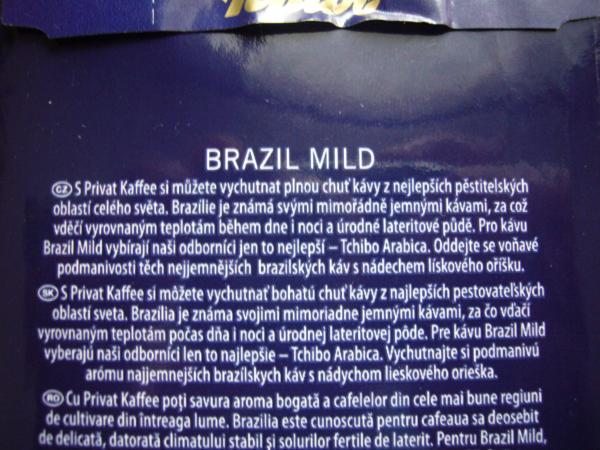 Tchibo
BRAZIL MILD
CZ S Privat Kaffee si můžete vychutnat plnou chuť kávy z nejlepších pěstitelských
oblastí celého světa. Brazílie je známá svými mimořádně jemnými kávami, za což
vděčí vyrovnaným teplotám během dne i noci a úrodné lateritové půdě. Pro kávu
Brazil Mild vybírají naši odborníci jen to nejlepší – Tchibo Arabica. Oddejte se voňavé
podmanivosti těch nejjemnějších brazilských káv s nádechem lískového oříšku.
SK S Privat Kaffee si môžete vychutnať bohatú chuť kávy z najlepších pestovateľských
oblastí sveta. Brazília je známa svojimi mimoriadne jemnými kávami, za čo vďačí
vyrovnaným teplotám počas dňa i noci a úrodnej lateritovej pôde. Pre kávu Brazil Mild
vyberajú naši odborníci len to najlepšie – Tchibo Arabica. Vychutnajte si podmanivú
arómu najjemnejších brazílskych káv s nádychom lieskového orieška.
RO Cu Privat Kaffee poți savura aroma bogată a cafelelor din cele mai bune regiuni
de cultivare din întreaga lume. Brazilia este cunoscută pentru cafeaua sa deosebit
de delicată, datorată climatului stabil și solurilor fertile de laterit. Pentru Brazil Mild,